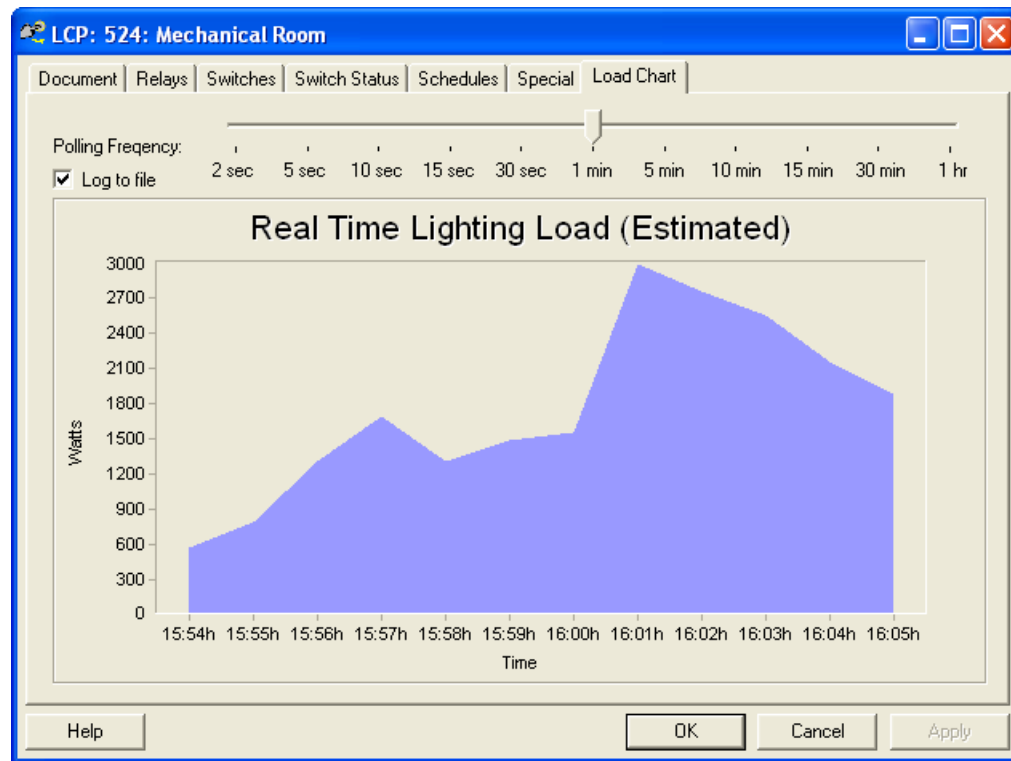 LCP: 524: Mechanical Room
Document Relays Switches Switch Status Schedules Special Load Chart
Polling Freqency:
Log to file
2 sec 5 sec 10 sec 15 sec 30 sec 1 min 5 min 10 min 15 min 30 min 1 hr
Real Time Lighting Load (Estimated)
3000
2700
2400
2100
1800
1500
1200
900
600
300
0
Watts
15:54h 15:55h 15:56h 15:57h 15:58h 15:59h 16:00h 16:01h 16:02h 16:03h 16:04h 16:05h
Time
Help OK Cancel Apply